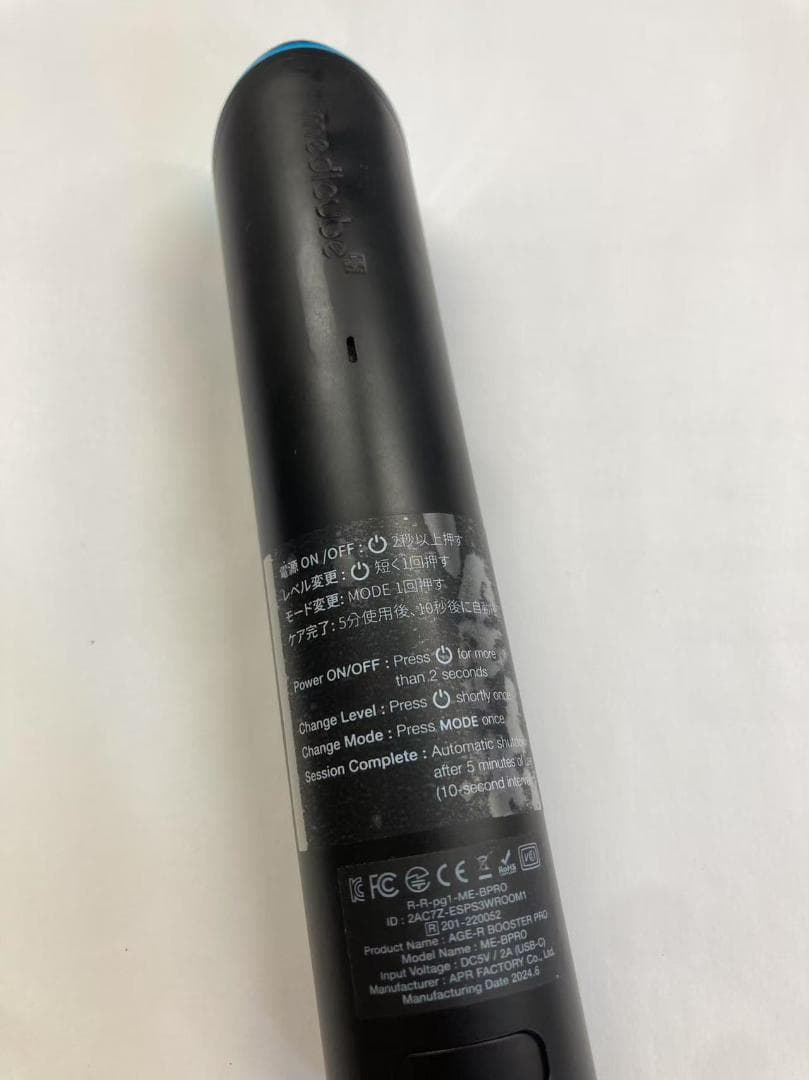 medicube
電源 ON /OFF : 2秒以上押す
レベル変更: 短く1回押す
モード変更: MODE 1回押す
ケア完了: 5分使用後、10秒後に自
Power ON/OFF : Press for more
than 2 seconds
Change Level : Press shortly once
Change Mode : Press MODE once
Session Complete : Automatic
after 5 minutes of
(10-second
FC CE RoHS
R-R-pg1-ME-BPRO
ID : 2AC7Z-ESPS3WROOM1
R 201-220052
Product Name : AGE-R BOOSTER PRO
Model Name : ME-BPRO
Input Voltage : DC5V / 2A (USB-C)
Manufacturer : APR FACTORY Co., Ltd.
Manufacturing Date 2024.6